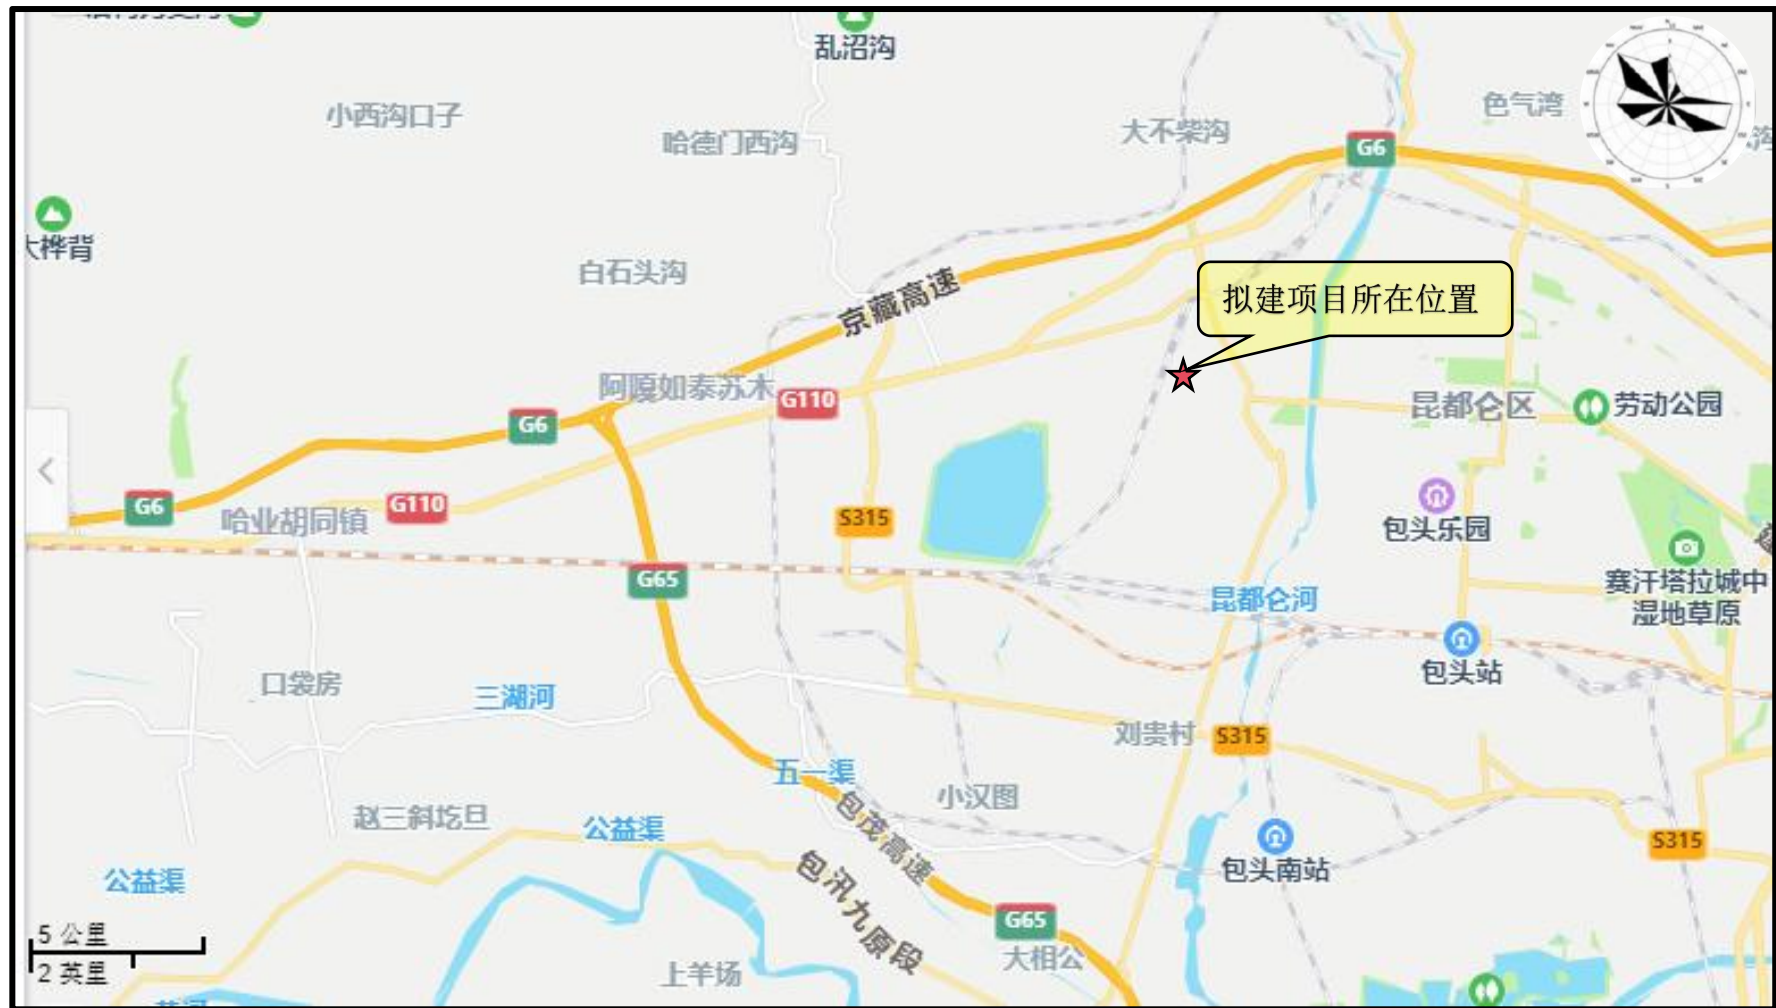 乱沼沟
小西沟口子
哈德门西沟
大不柴沟
色气湾
G6
沟
大桦背
白石头沟
京藏高速
拟建项目所在位置
阿嘎如泰苏木
G110
昆都仑区
劳动公园
G6
G6
G110
哈业胡同镇
S315
包头乐园
G65
昆都仑河
赛汗塔拉城中
湿地草原
包头站
口袋房
三湖河
刘贵村
S315
五一渠
小汉图
赵三斜圪旦
公益渠
包茂高速
S315
包头南站
包汛九原段
公益渠
G65
5 公里
2 英里
大相公
上羊场